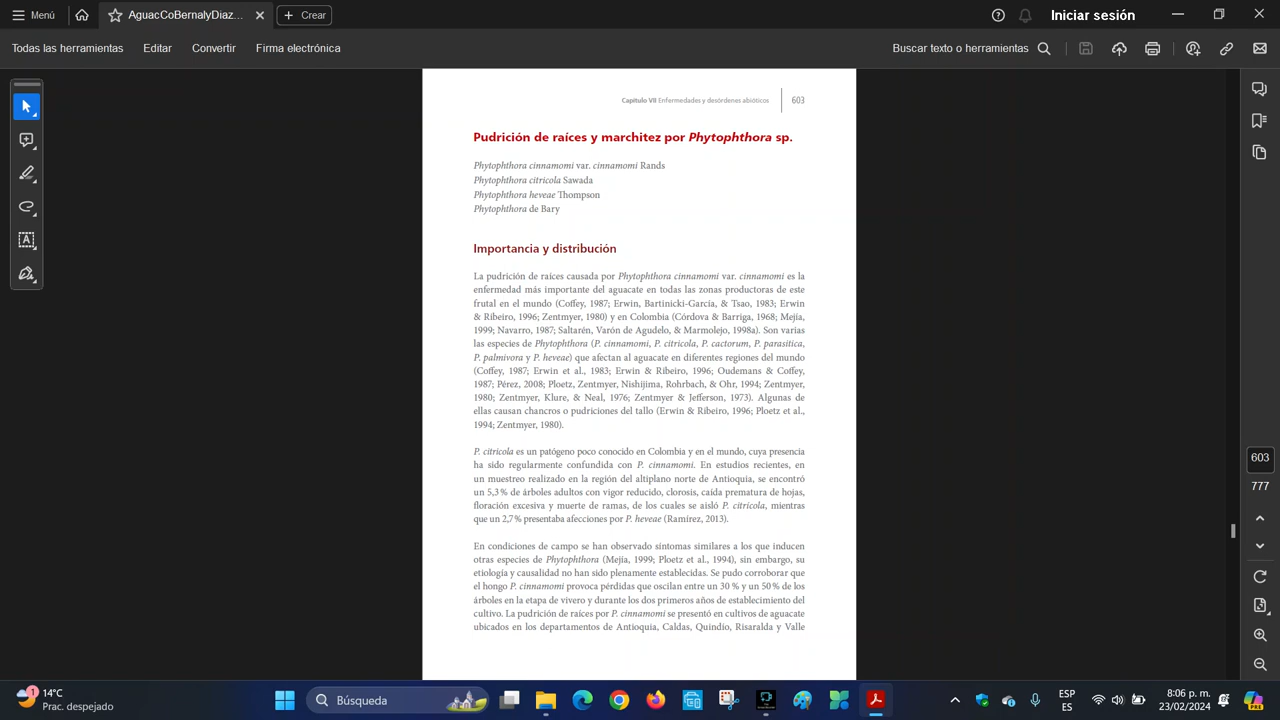 Menú
AguaCorDaDiaz
Crear
Iniciar sesión
Todas las herramientas
Editar
Convertir
Firma electrónica
Buscar texto o herramienta
Capítulo VII Enfermedades y desórdenes abióticos
603
Pudrición de raíces y marchitez por Phytophthora sp.
Phytophthora cinnamomi var. cinnamomi Rands
Phytophthora citricola Sawada
Phytophthora heveae Thompson
Phytophthora de Bary
Importancia y distribución
La pudrición de raíces causada por Phytophthora cinnamomi var. cinnamomi es la
enfermedad más importante del aguacate en todas las zonas productoras de este
frutal en el mundo (Coffey, 1987; Erwin, Bartinicki-García, & Tsao, 1983; Erwin
& Ribeiro, 1996; Zentmyer, 1980) y en Colombia (Córdova & Barriga, 1968; Mejía,
1999; Navarro, 1987; Saltarén, Varón de Agudelo, & Marmolejo, 1998a). Son varias
las especies de Phytophthora (P. cinnamomi, P. citricola, P. cactorum, P. parasitica,
P. palmivora y P. heveae) que afectan al aguacate en diferentes regiones del mundo
(Coffey, 1987; Erwin et al., 1983; Erwin & Ribeiro, 1996; Oudemans & Coffey,
1987; Pérez, 2008; Ploetz, Zentmyer, Nishijima, Rohrbach, & Ohr, 1994; Zentmyer,
1980; Zentmyer, Klure, & Neal, 1976; Zentmyer & Jefferson, 1973). Algunas de
ellas causan chancros o pudriciones del tallo (Erwin & Ribeiro, 1996; Ploetz et al.,
1994; Zentmyer, 1980).
P. citricola es un patógeno poco conocido en Colombia y en el mundo, cuya presencia
ha sido regularmente confundida con P. cinnamomi. En estudios recientes, en
un muestreo realizado en la región del altiplano norte de Antioquia, se encontró
un 5,3 % de árboles adultos con vigor reducido, clorosis, caída prematura de hojas,
floración excesiva y muerte de ramas, de los cuales se aisló P. citricola, mientras
que un 2,7 % presentaba afecciones por P. heveae (Ramírez, 2013).
En condiciones de campo se han observado síntomas similares a los que inducen
otras especies de Phytophthora (Mejía, 1999; Ploetz et al., 1994), sin embargo, su
etiología y causalidad no han sido plenamente establecidas. Se pudo corroborar que
el hongo P. cinnamomi provoca pérdidas que oscilan entre un 30 % y un 50 % de los
árboles en la etapa de vivero y durante los dos primeros años de establecimiento del
cultivo. La pudrición de raíces por P. cinnamomi se presentó en cultivos de aguacate
ubicados en los departamentos de Antioquia, Caldas, Quindío, Risaralda y Valle
603
777
14°C
Nublado
Búsqueda
ESP
ES
10:06 p. m.